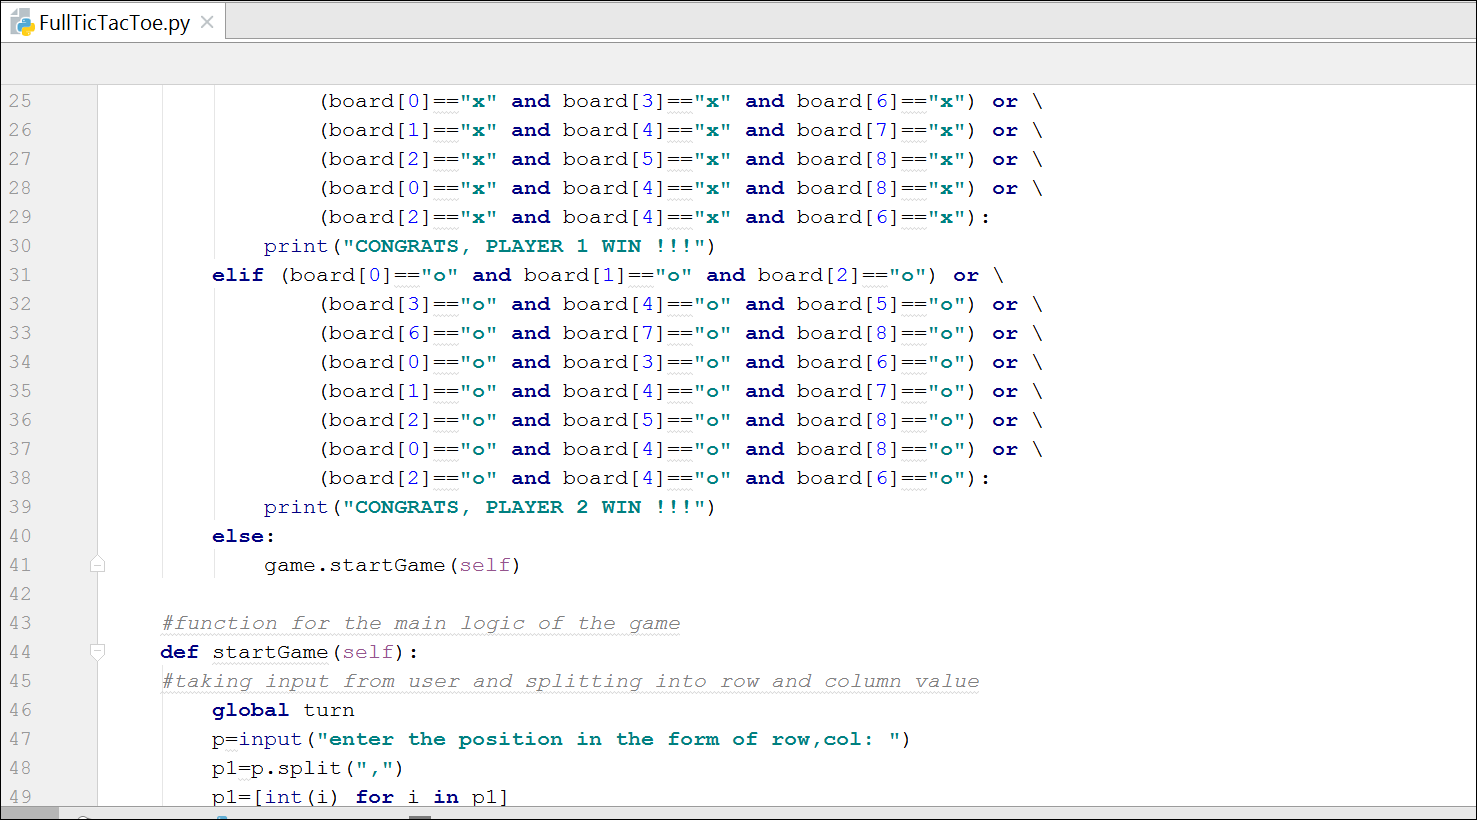 FullTicTacToe.py
25 (board[0]=="x" and board[3]=="x" and board[6]=="x") or \
26 (board[1]=="x" and board[4]=="x" and board[7]=="x") or \
27 (board[2]=="x" and board[5]=="x" and board[8]=="x") or \
28 (board[0]=="x" and board[4]=="x" and board[8]=="x") or \
29 (board[2]=="x" and board[4]=="x" and board[6]=="x"):
30 print("CONGRATS, PLAYER 1 WIN !!!")
31 elif (board[0]=="o" and board[1]=="o" and board[2]=="o") or \
32 (board[3]=="o" and board[4]=="o" and board[5]=="o") or \
33 (board[6]=="o" and board[7]=="o" and board[8]=="o") or \
34 (board[0]=="o" and board[3]=="o" and board[6]=="o") or \
35 (board[1]=="o" and board[4]=="o" and board[7]=="o") or \
36 (board[2]=="o" and board[5]=="o" and board[8]=="o") or \
37 (board[0]=="o" and board[4]=="o" and board[8]=="o") or \
38 (board[2]=="o" and board[4]=="o" and board[6]=="o"):
39 print("CONGRATS, PLAYER 2 WIN !!!")
40 else:
41 game.startGame(self)
42
43 #function for the main logic of the game
44 def startGame(self):
45 #taking input from user and splitting into row and column value
46 global turn
47 p=input("enter the position in the form of row,col: ")
48 p1=p.split(",")
49 p1=[int(i) for i in p1]